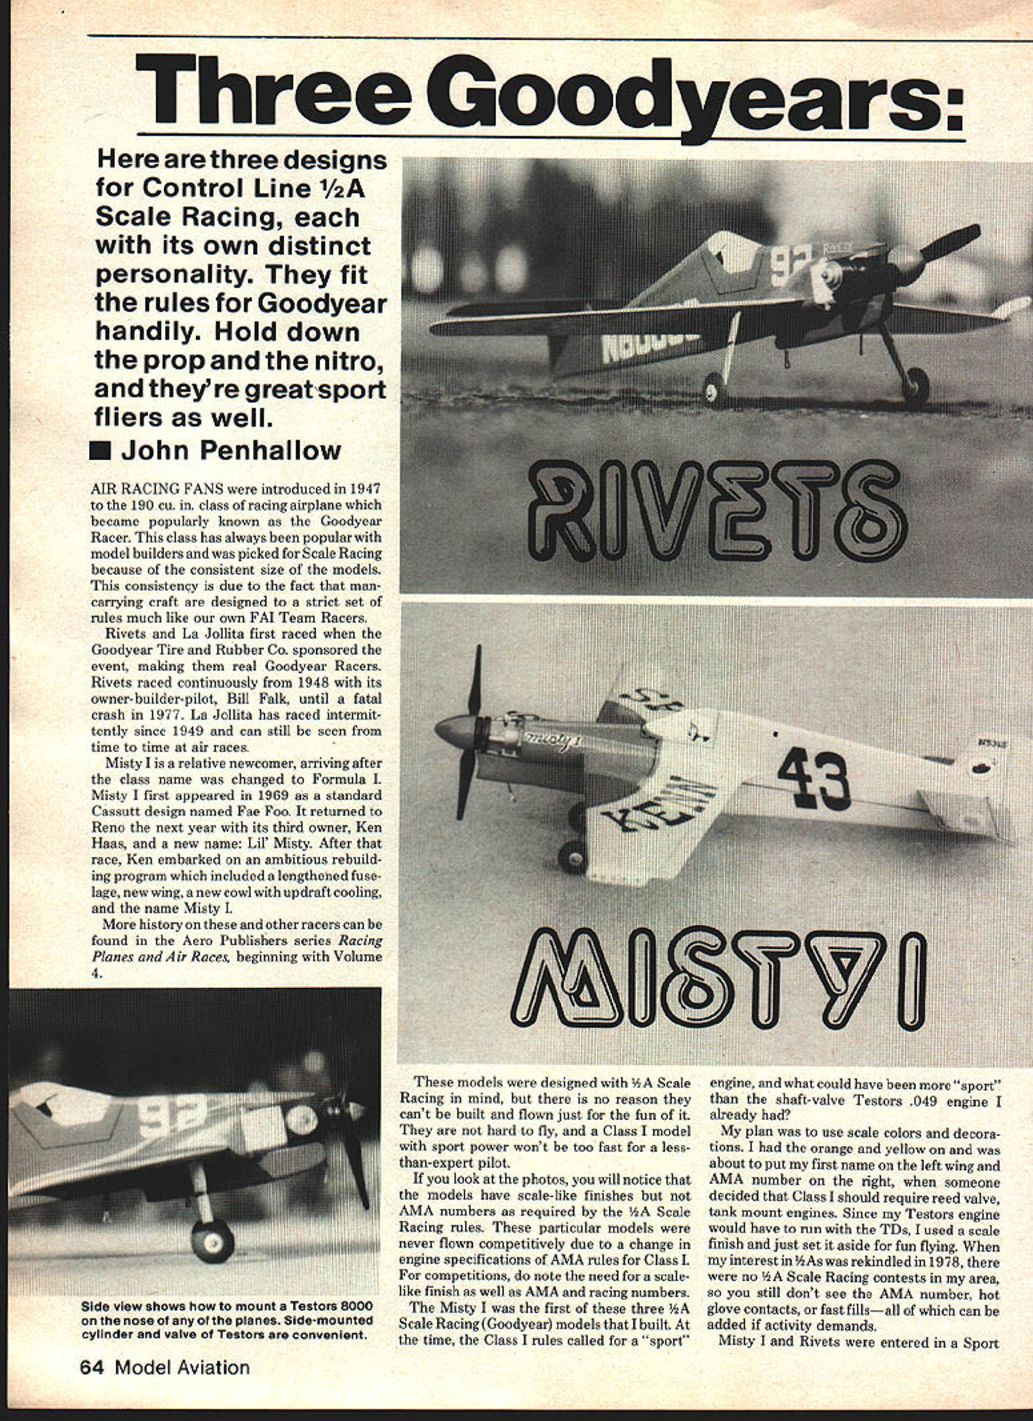 Three Goodyears:
Here are three designs
for Control Line ½A
Scale Racing, each
with its own distinct
personality. They fit
the rules for Goodyear
handily. Hold down
the prop and the nitro,
and they're great sport
fliers as well.
■ John Penhallow
AIR RACING FANS were introduced in 1947
to the 190 cu. in. class of racing airplane which
became popularly known as the Goodyear
Racer. This class has always been popular with
model builders and was picked for Scale Racing
because of the consistent size of the models.
This consistency is due to the fact that man-
carrying craft are designed to a strict set of
rules much like our own FAI Team Racers.
Rivets and La Jollita first raced when the
Goodyear Tire and Rubber Co. sponsored the
event, making them real Goodyear Racers.
Rivets raced continuously from 1948 with its
owner-builder-pilot, Bill Falk, until a fatal
crash in 1977. La Jollita has raced intermit-
tently since 1949 and can still be seen from
time to time at air races.
Misty I is a relative newcomer, arriving after
the class name was changed to Formula I.
Misty I first appeared in 1969 as a standard
Cassutt design named Fae Foo. It returned to
Reno the next year with its third owner, Ken
Haas, and a new name: Lil' Misty. After that
race, Ken embarked on an ambitious rebuild-
ing program which included a lengthened fuse-
lage, new wing, a new cowl with updraft cooling,
and the name Misty I.
More history on these and other racers can be
found in the Aero Publishers series Racing
Planes and Air Races, beginning with Volume
4.
92
RIVETS
misty I
43
KENN
MISTY I
92
Side view shows how to mount a Testors 8000
on the nose of any of the planes. Side-mounted
cylinder and valve of Testors are convenient.
These models were designed with ½A Scale
Racing in mind, but there is no reason they
can't be built and flown just for the fun of it.
They are not hard to fly, and a Class I model
with sport power won't be too fast for a less-
than-expert pilot.
If you look at the photos, you will notice that
the models have scale-like finishes but not
AMA numbers as required by the ½A Scale
Racing rules. These particular models were
never flown competitively due to a change in
engine specifications of AMA rules for Class I.
For competitions, do note the need for a scale-
like finish as well as AMA and racing numbers.
The Misty I was the first of these three ½A
Scale Racing (Goodyear) models that I built. At
the time, the Class I rules called for a "sport"
engine, and what could have been more "sport"
than the shaft-valve Testors .049 engine I
already had?
My plan was to use scale colors and decora-
tions. I had the orange and yellow on and was
about to put my first name on the left wing and
AMA number on the right, when someone
decided that Class I should require reed valve,
tank mount engines. Since my Testors engine
would have to run with the TDs, I used a scale
finish and just set it aside for fun flying. When
my interest in ½As was rekindled in 1978, there
were no ½A Scale Racing contests in my area,
so you still don't see the AMA number, hot
glove contacts, or fast fills—all of which can be
added if activity demands.
Misty I and Rivets were entered in a Sport
64 Model Aviation